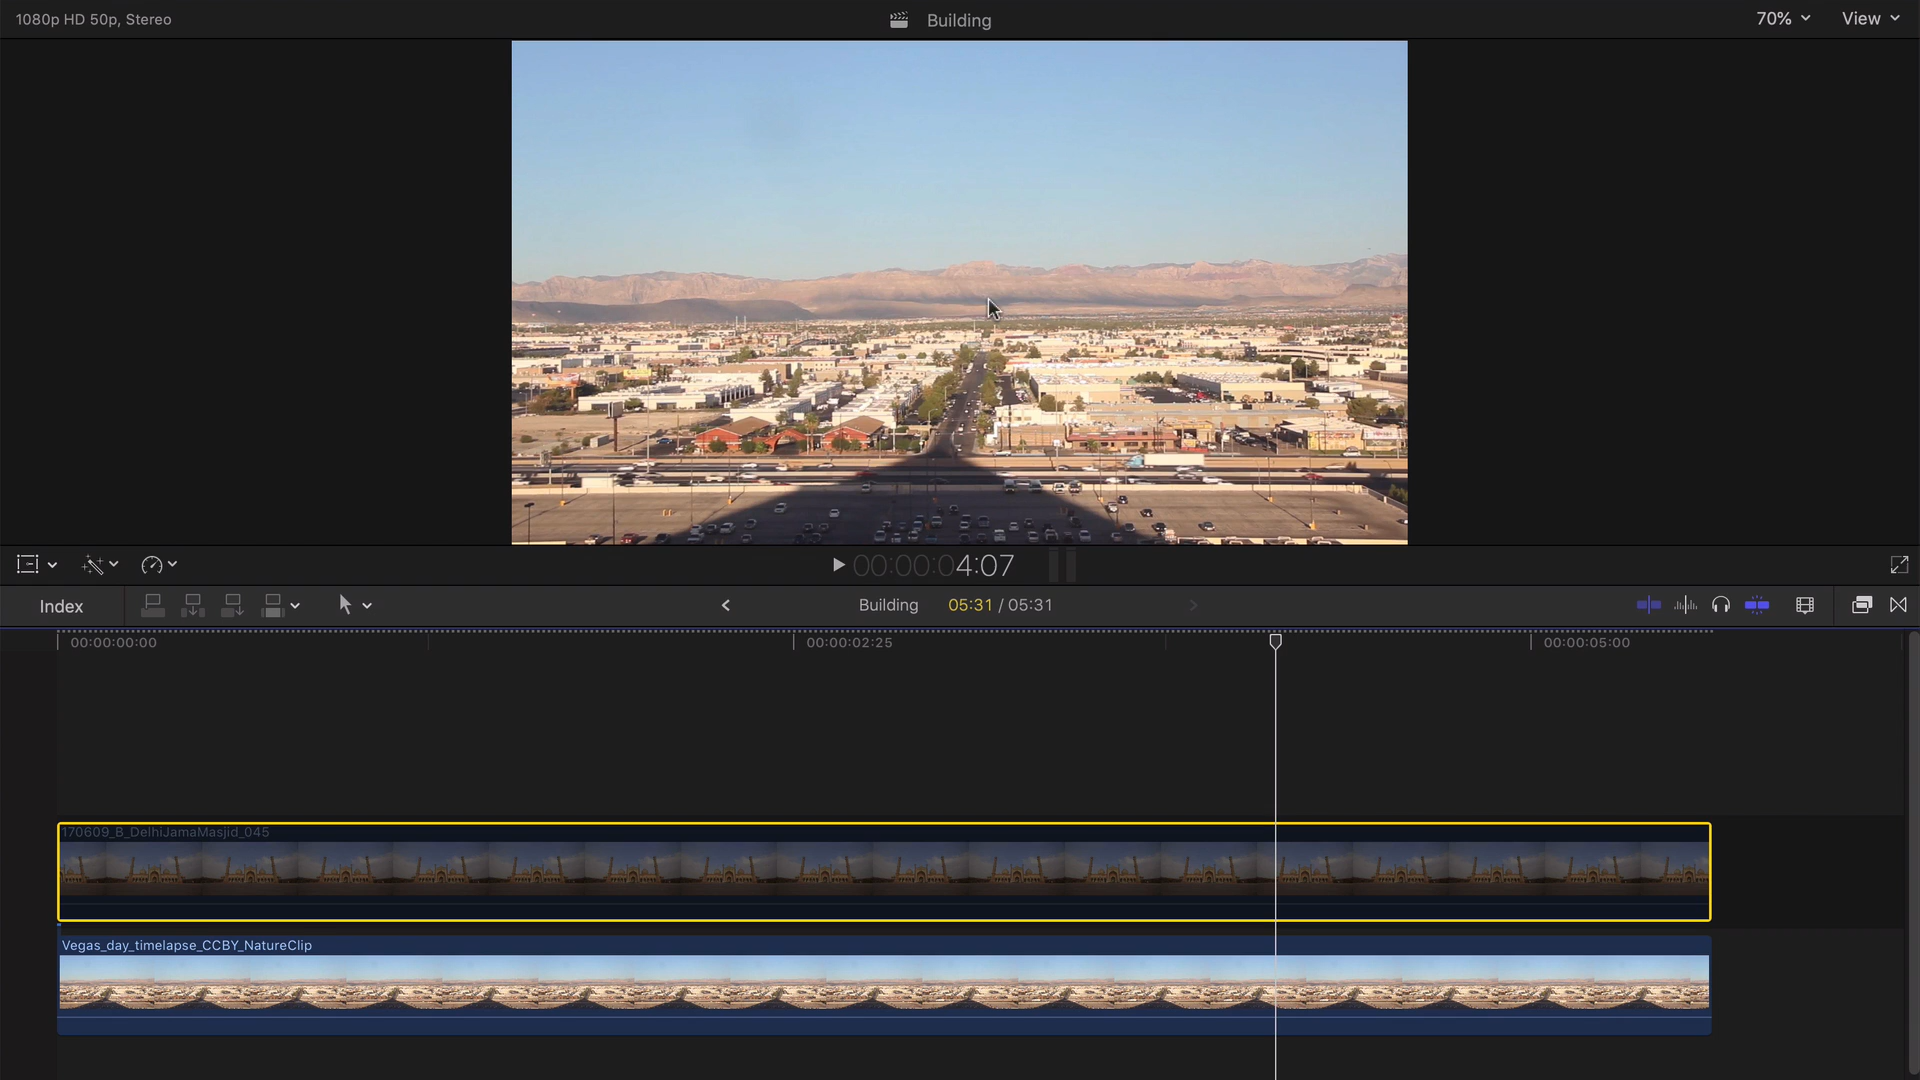 1080p HD 50p, Stereo
Building
70%
View
00:00:04:07
Index
Building
05:31 / 05:31
00:00:00:00
00:00:02:25
00:00:05:00
170609_B_DelhiJamaMasjid_045
Vegas_day_timelapse_CCBY_NatureClip